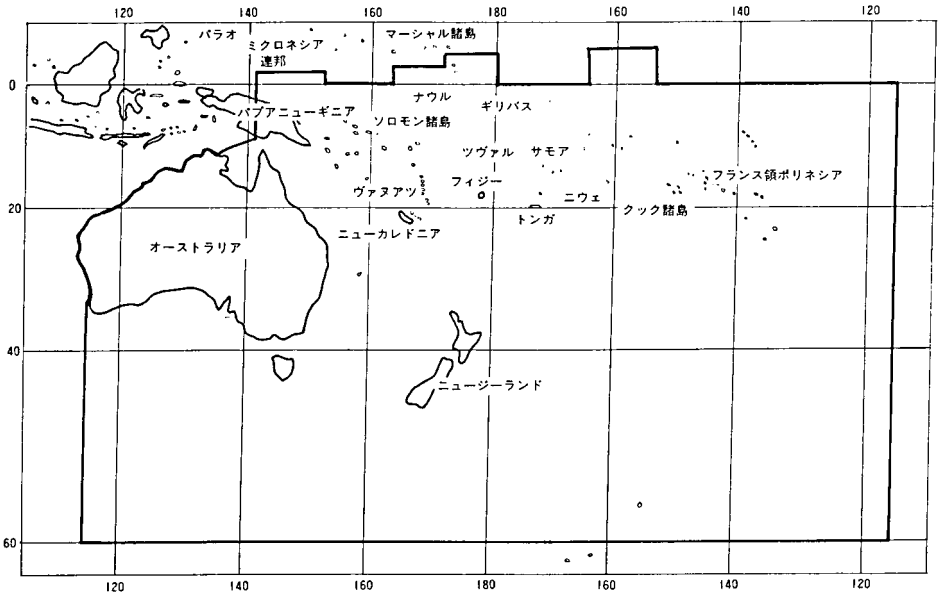 120 140 160 180 160 140 120
パラオ
マーシャル諸島
ミクロネシア
連邦
0
ナウル
ギリバス
パプアニューギニア
ソロモン諸島
ツヴァル
サモア
フランス領ポリネシア
フィジー
ヴァヌアツ
ニウェ
20
クック諸島
トンガ
ニューカレドニア
オーストラリア
40
ニュージーランド
60
120 140 160 180 160 140 120